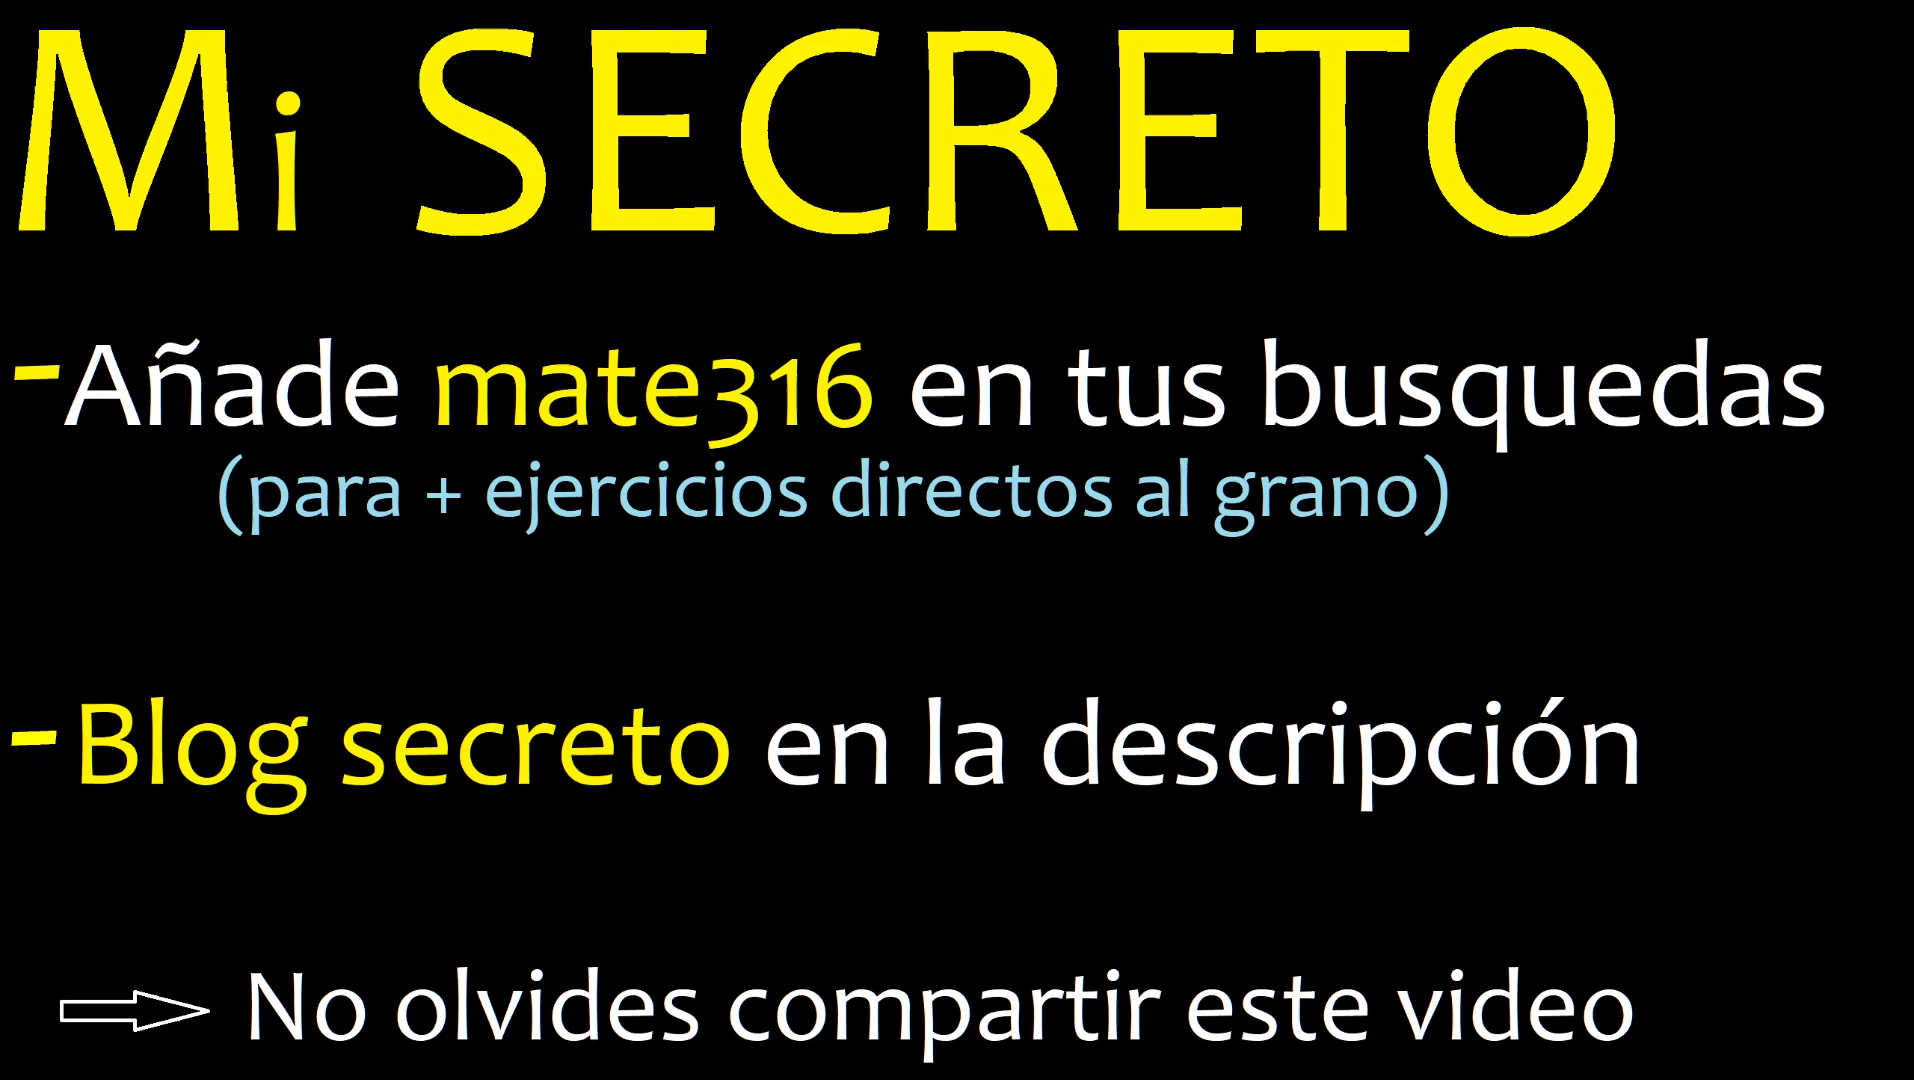 Mi SECRETO
-Añade mate316 en tus busquedas
(para + ejercicios directos al grano)
-Blog secreto en la descripción
No olvides compartir este video